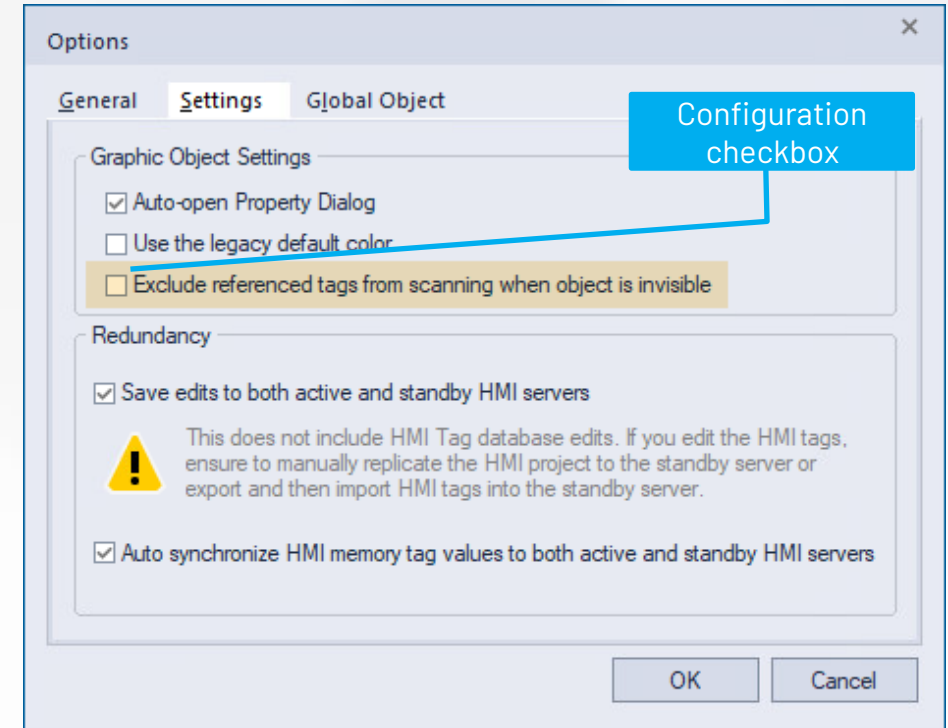 Options
General Settings Global Object
Configuration
checkbox
Graphic Object Settings
Auto-open Property Dialog
Use the legacy default color
Exclude referenced tags from scanning when object is invisible
Redundancy
Save edits to both active and standby HMI servers
This does not include HMI Tag database edits. If you edit the HMI tags,
ensure to manually replicate the HMI project to the standby server or
export and then import HMI tags into the standby server.
Auto synchronize HMI memory tag values to both active and standby HMI servers
OK Cancel